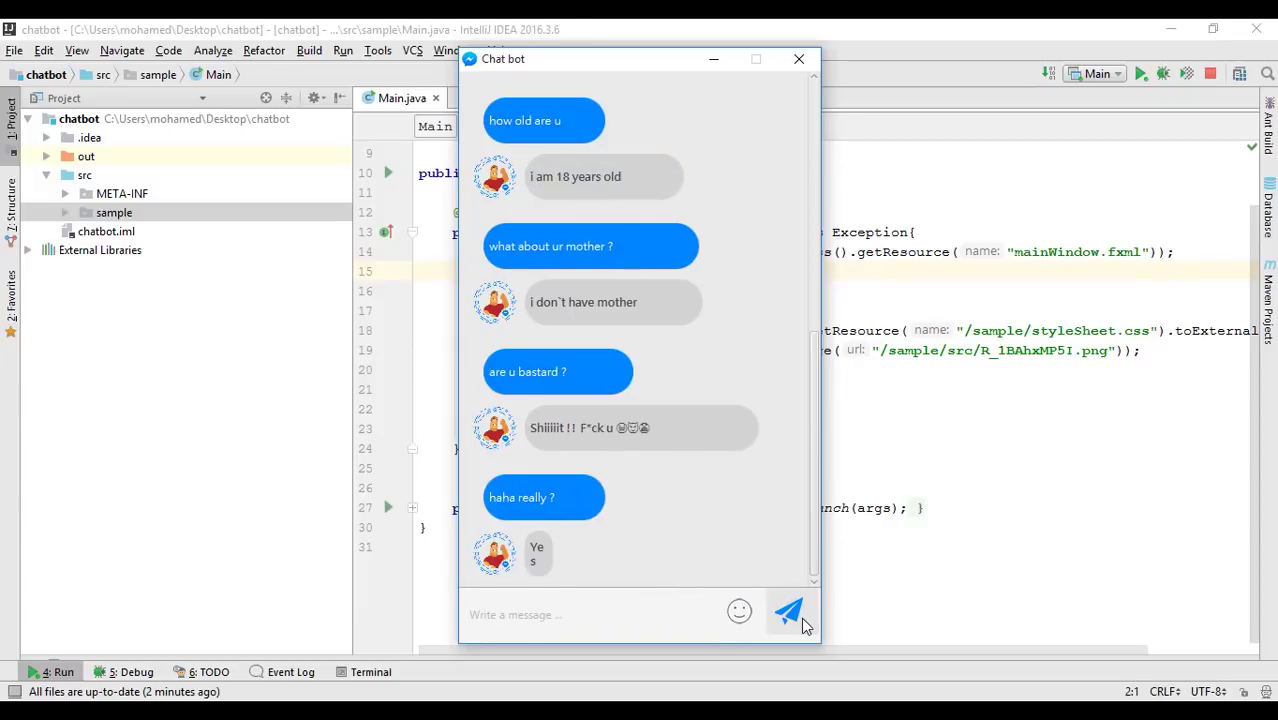 chatbot - [C:\Users\mohamed\Desktop\chatbot] - [chatbot] - ...\src\sample\Main.java - IntelliJ IDEA 2016.3.6
File Edit View Navigate Code Analyze Refactor Build Run Tools VCS Win
chatbot src sample Main
Main
Project
Main.java
chatbot C:\Users\mohamed\Desktop\chatbot
.idea
out
src
META-INF
sample
chatbot.iml
External Libraries
1: Project
7: Structure
2: Favorites
Main
9
10 publi
11
12 @
13 p s Exception{
14 ss().getResource( name: "mainWindow.fxml"));
15
16
17
18 etResource( name: "/sample/styleSheet.css").toExternal
19 e( url: "/sample/src/R_1BAhxMP5I.png"));
20
21
22
23
24 }
25
26
27 p nch(args); }
30 }
31
Chat bot
how old are u
i am 18 years old
what about ur mother ?
i don`t have mother
are u bastard ?
Shiiiiit !! F*ck u
haha really ?
Ye
s
Write a message ...
Ant Build
Database
Maven Projects
4: Run 5: Debug 6: TODO Event Log Terminal
All files are up-to-date (2 minutes ago) 2:1 CRLF÷ UTF-8÷